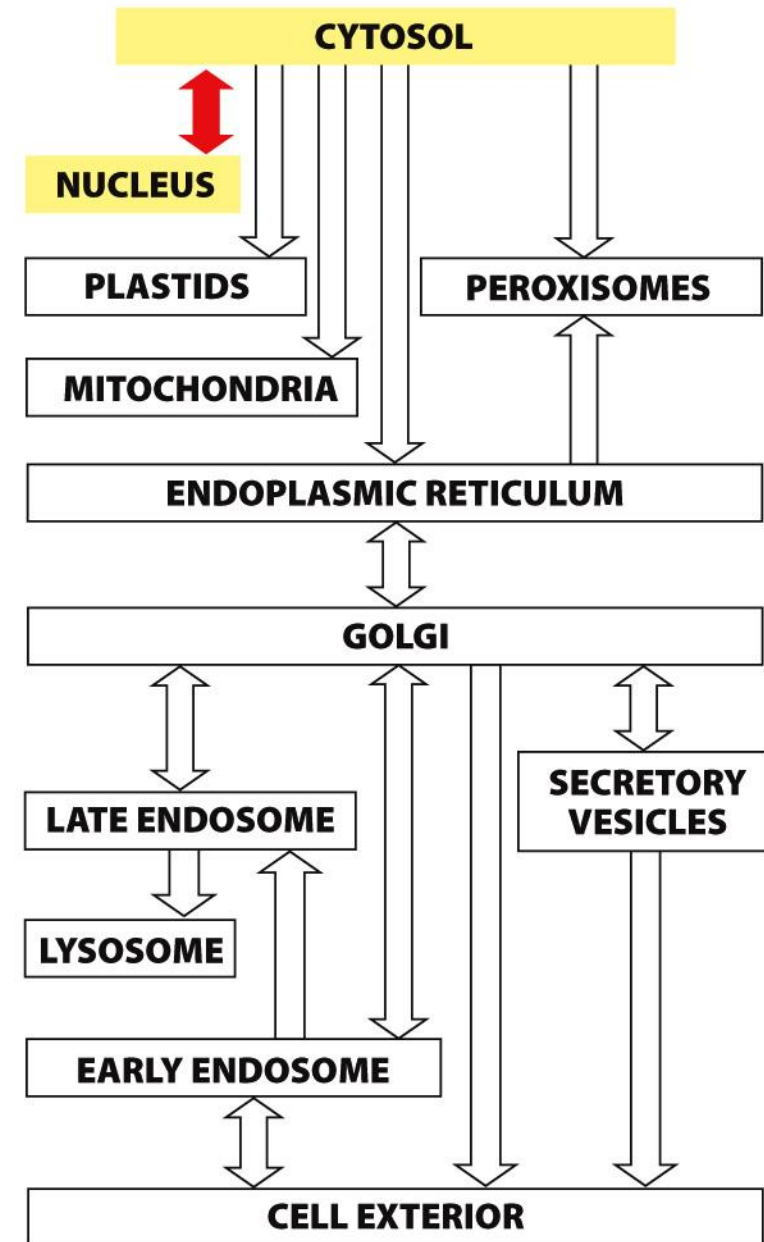 CYTOSOL
NUCLEUS
PLASTIDS
PEROXISOMES
MITOCHONDRIA
ENDOPLASMIC RETICULUM
GOLGI
SECRETORY
VESICLES
LATE ENDOSOME
LYSOSOME
EARLY ENDOSOME
CELL EXTERIOR